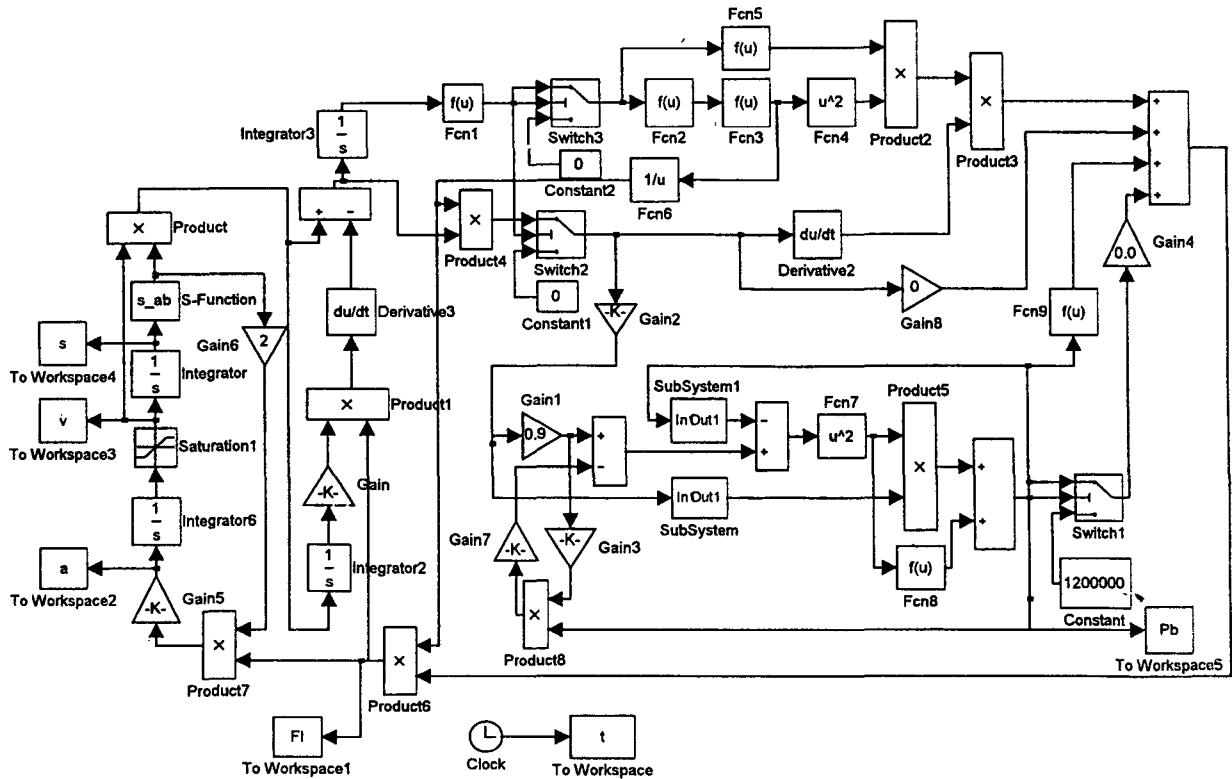 Fcn5
f(u)
×
Product2
Integrator3
1
s
f(u)
Fcn1
Switch3
f(u)
Fcn2
f(u)
Fcn3
u^2
Fcn4
×
Product3
+
+
+
+
0
Constant2
1/u
Fcn6
+ −
×
Product
×
Product4
Switch2
du/dt
Derivative2
0.0
Gain4
s_ab
S-Function
du/dt
Derivative3
0
Constant1
-K-
Gain2
0
Gain8
Fcn9
f(u)
s
To Workspace4
1
s
Integrator
Gain6
2
v
To Workspace3
Saturation1
×
Product1
Gain1
0.9
+
−
SubSystem1
In1Out1
−
+
Fcn7
u^2
Product5
×
+
+
-K-
Gain
In1Out1
SubSystem
Switch1
1
s
Integrator6
Gain7
-K-
-K-
Gain3
f(u)
Fcn8
1
s
Integrator2
a
To Workspace2
-K-
Gain5
×
Product8
1200000
Constant
Pb
To Workspace5
×
Product7
×
Product6
FI
To Workspace1
Clock
t
To Workspace